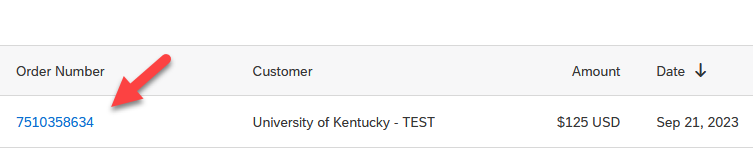 Order Number Customer Amount Date
7510358634 University of Kentucky - TEST $125 USD Sep 21, 2023